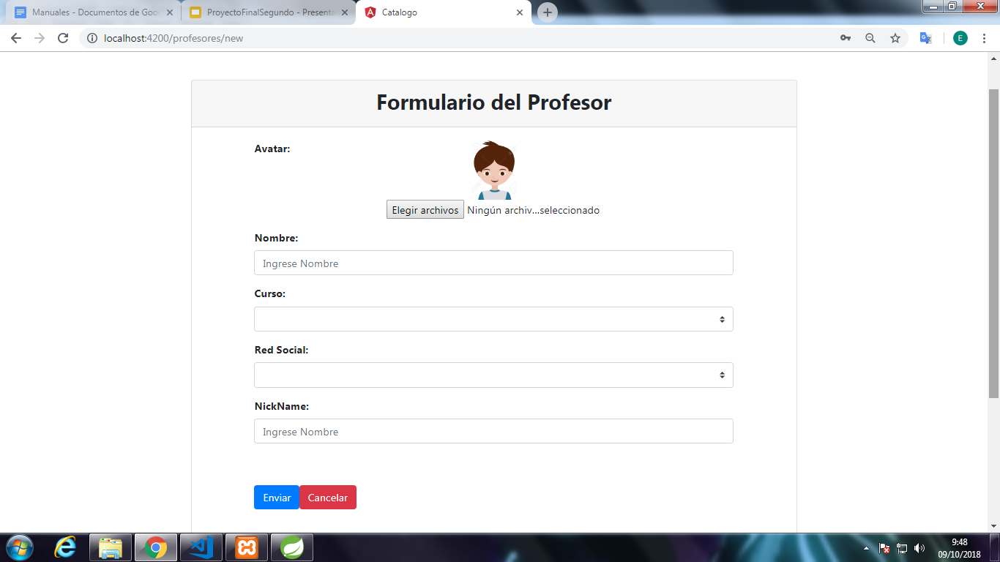 Manuales - Documentos de Goo
ProyectoFinalSegundo - Presenta
Catalogo
localhost:4200/profesores/new
E
Formulario del Profesor
Avatar:
Elegir archivos Ningún archiv...seleccionado
Nombre:
Ingrese Nombre
Curso:
Red Social:
NickName:
Ingrese Nombre
Enviar Cancelar
9:48
09/10/2018